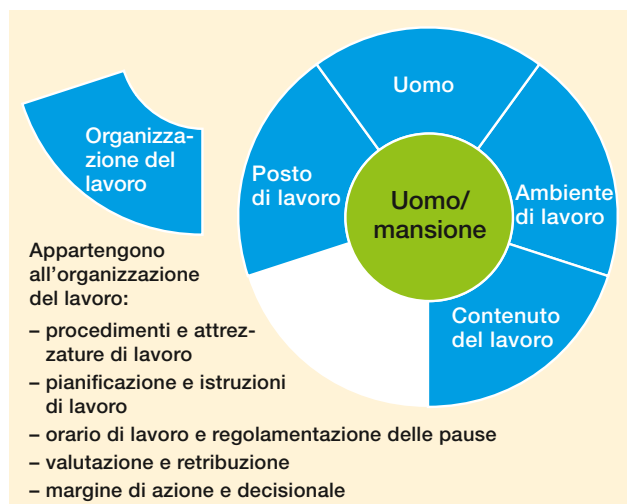 Uomo
Organizza-
zione del
lavoro
Posto
di lavoro
Uomo/
mansione
Ambiente
di lavoro
Contenuto
del lavoro
Appartengono
all'organizzazione
del lavoro:
– procedimenti e attrez-
zature di lavoro
– pianificazione e istruzioni
di lavoro
– orario di lavoro e regolamentazione delle pause
– valutazione e retribuzione
– margine di azione e decisionale